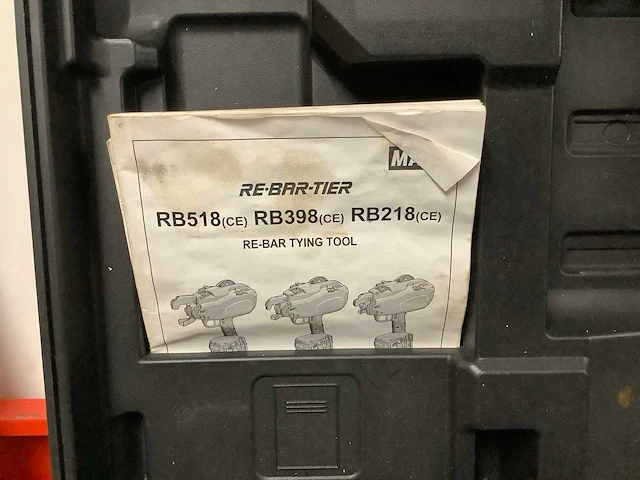 RE-BAR-TIER
RB518(CE) RB398(CE) RB218(CE)
RE-BAR TYING TOOL